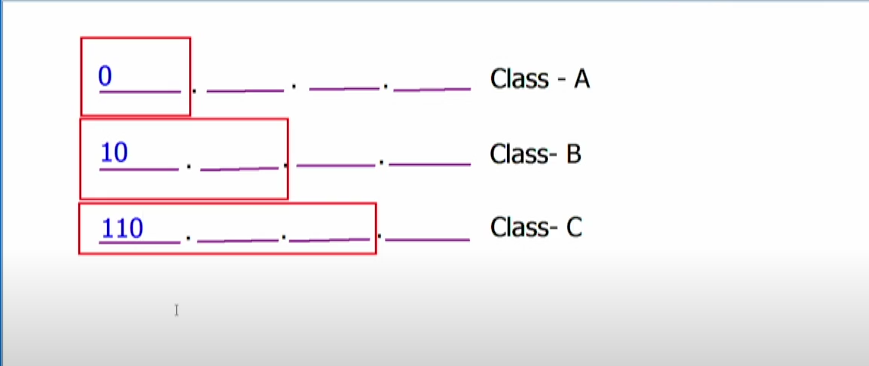 0 . . . Class - A
10 . . . Class- B
110 . . . Class- C